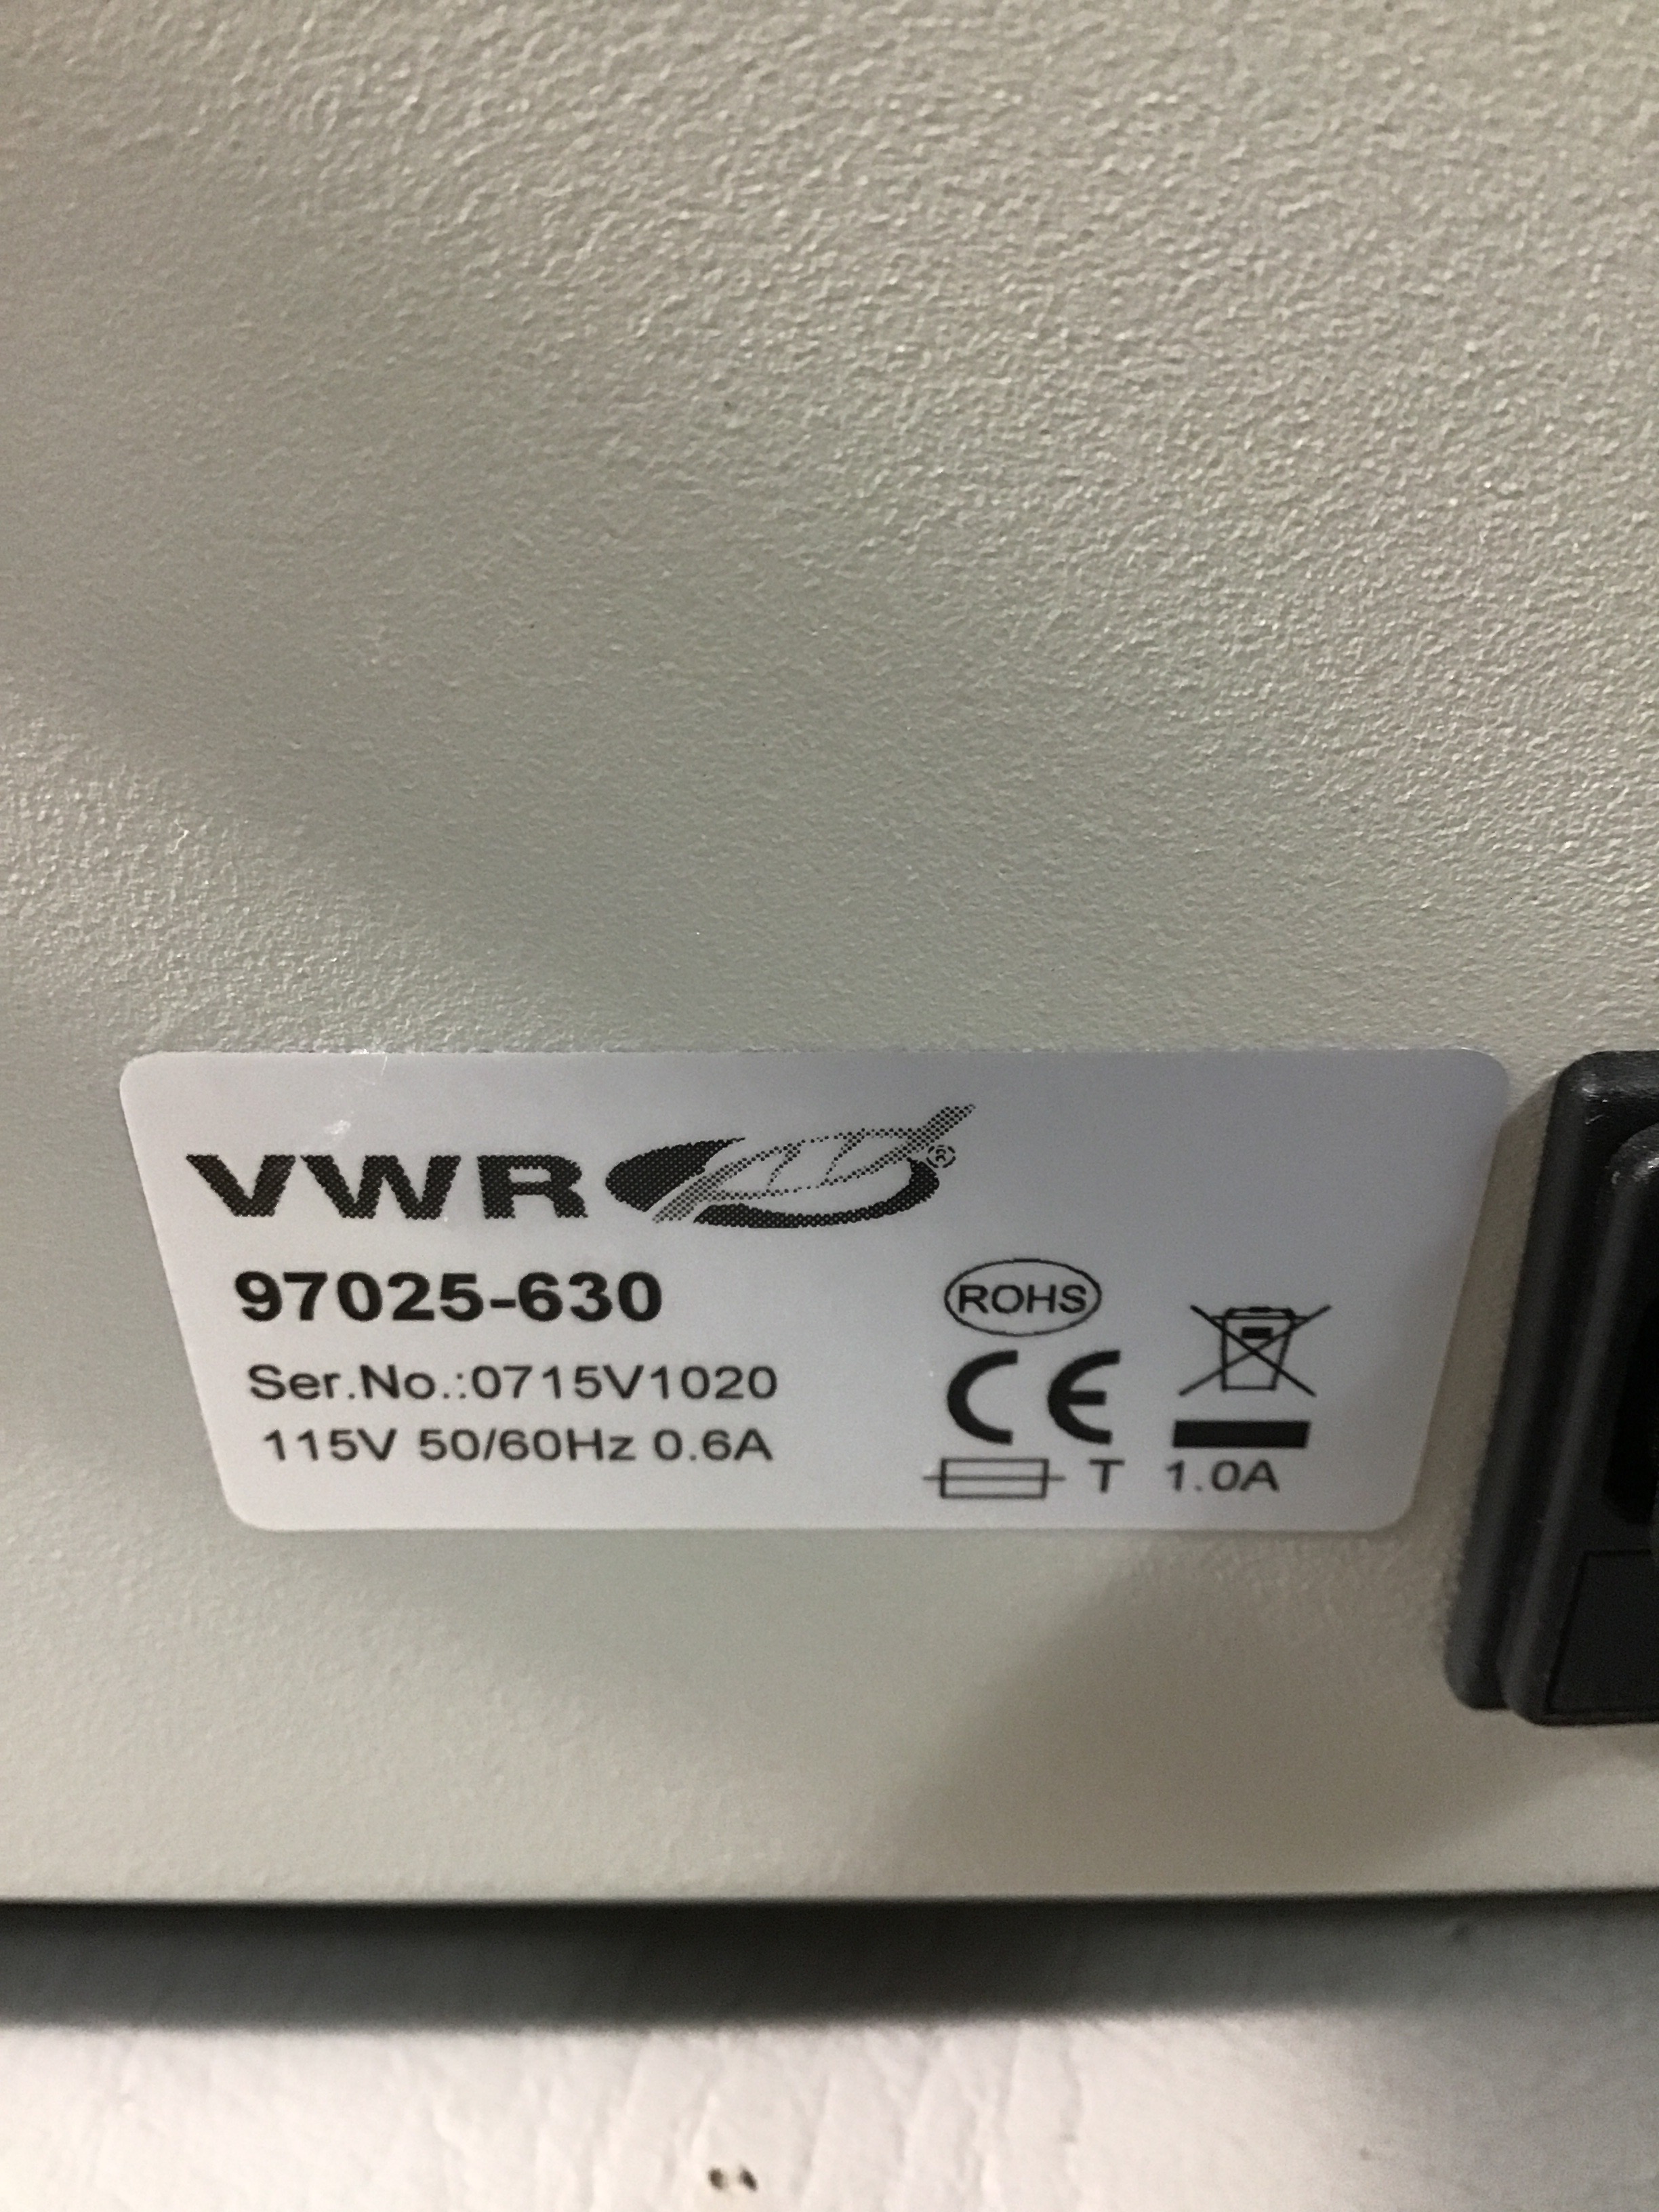 VWR®
97025-630
Ser.No.:0715V1020
115V 50/60Hz 0.6A
ROHS
CE
T 1.0A